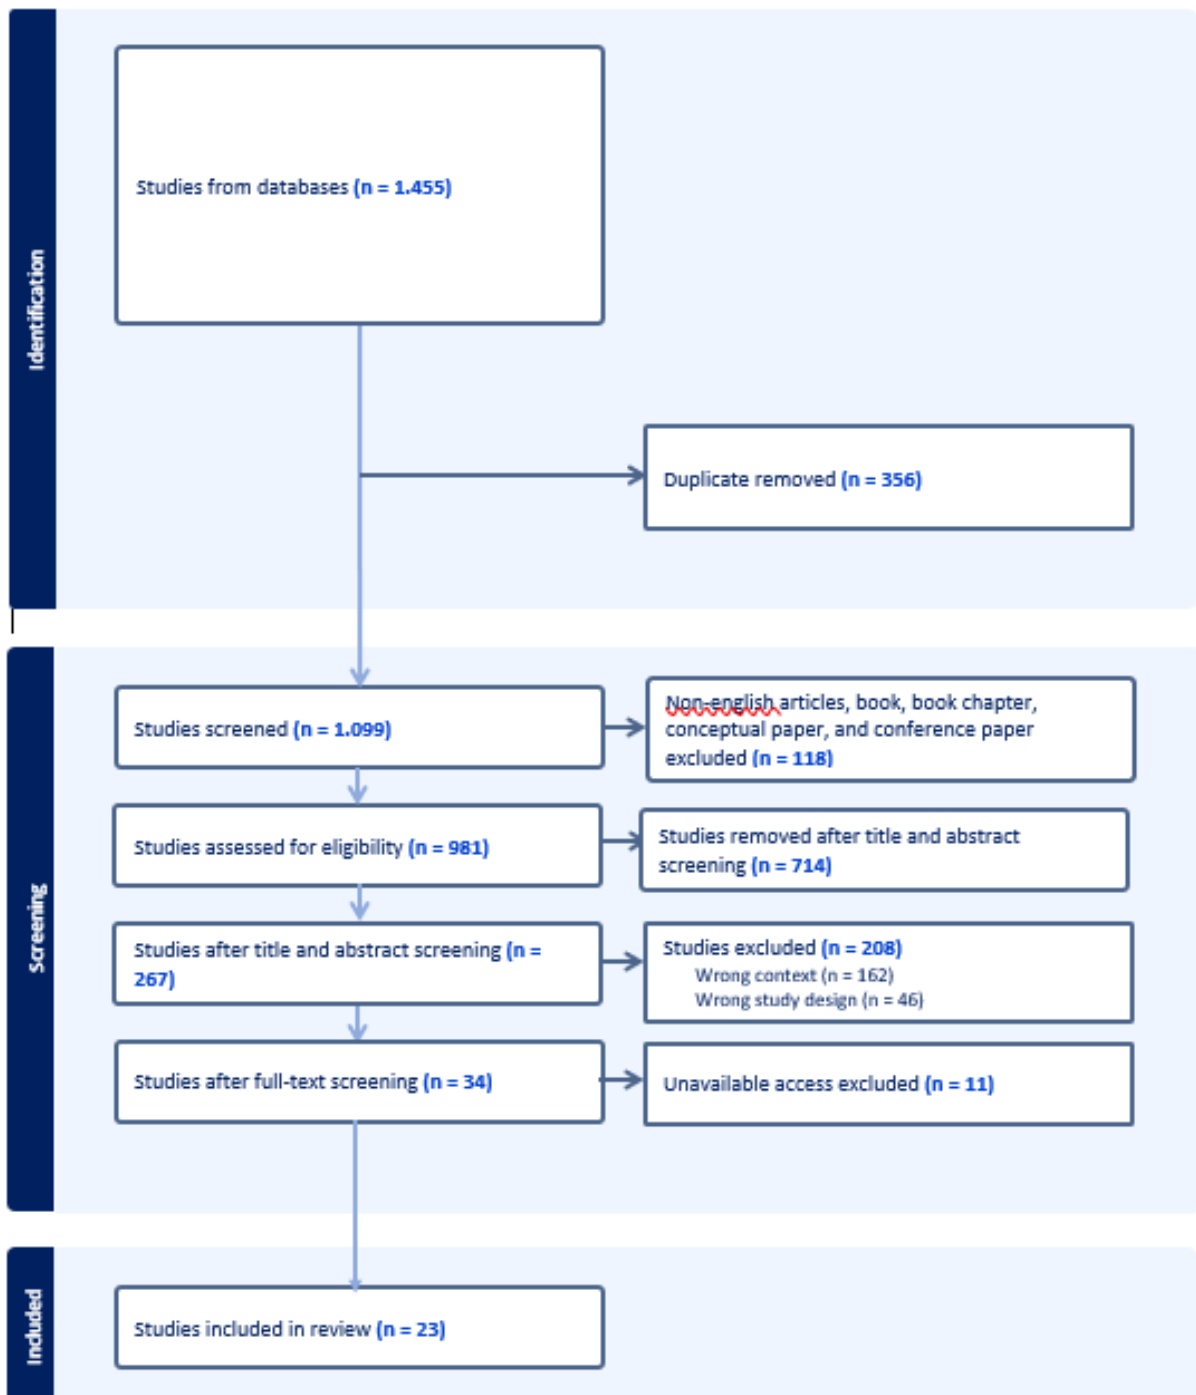 Identification
Studies from databases (n = 1.455)
Duplicate removed (n = 356)
Screening
Studies screened (n = 1.099)
Non-english articles, book, book chapter,
conceptual paper, and conference paper
excluded (n = 118)
Studies assessed for eligibility (n = 981)
Studies removed after title and abstract
screening (n = 714)
Studies after title and abstract screening (n =
267)
Studies excluded (n = 208)
Wrong context (n = 162)
Wrong study design (n = 46)
Studies after full-text screening (n = 34)
Unavailable access excluded (n = 11)
Included
Studies included in review (n = 23)